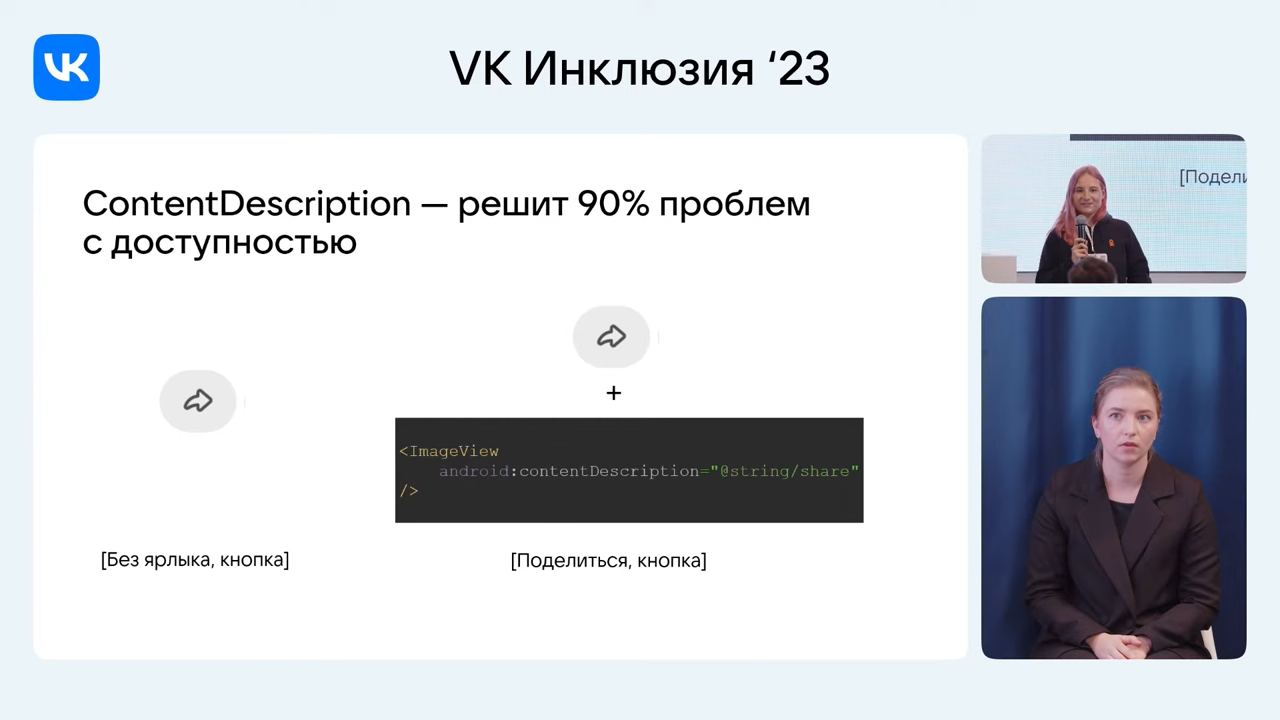 VK
VK Инклюзия ‘23
ContentDescription — решит 90% проблем
с доступностью
[Подели
+
<ImageView
android:contentDescription="@string/share"
/>
[Без ярлыка, кнопка]
[Поделиться, кнопка]